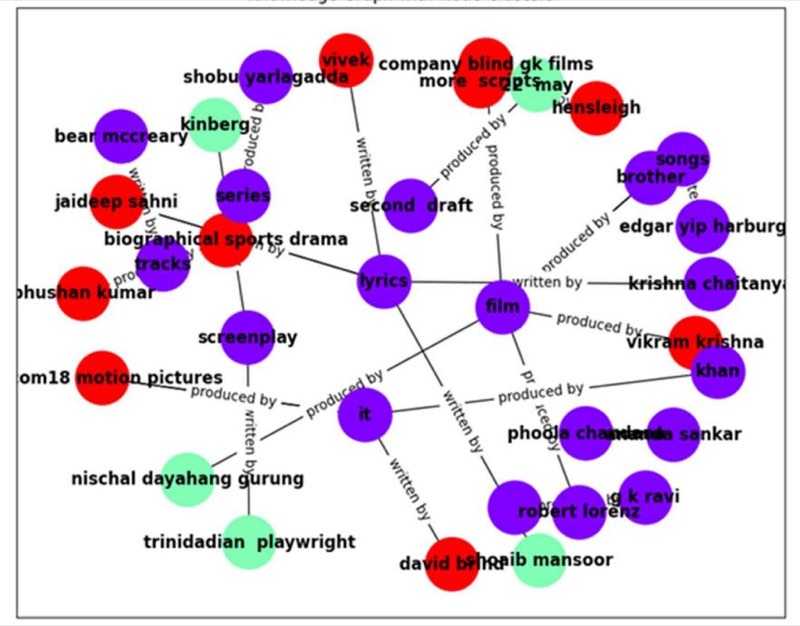 vivek
company blind gk films
shobu yarlagadda
more scripts
22 may
hensleigh
kinberg
bear mccreary
produced by
produced by
songs
brother
written by
written by
produced by
jaideep sahni
series
second draft
edgar yip harburg
biographical sports drama
produced by
tracks
lyrics
written by
krishna chaitanya
bhushan kumar
film
produced by
screenplay
vikram krishna
khan
motion pictures
produced by
produced by
produced by
it
written by
written by
produced by
phoola
sankar
nischal dayahang gurung
written by
g k ravi
robert lorenz
trinidadian playwright
david blind
shoaib mansoor